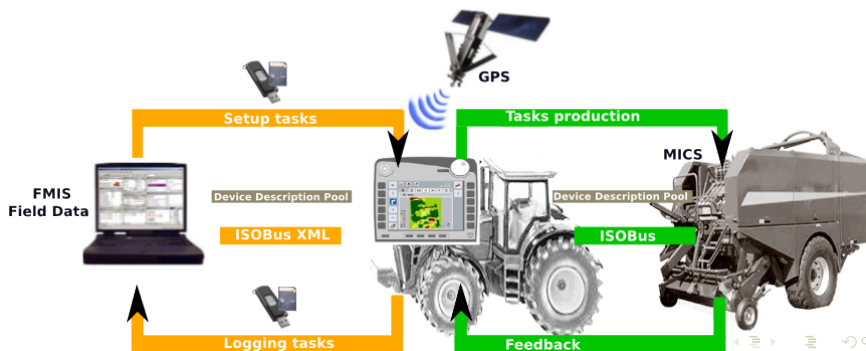 GPS
Setup tasks
Tasks production
MICS
FMIS
Field Data
Device Description Pool
Device Description Pool
ISOBus XML
ISOBus
Logging tasks
Feedback